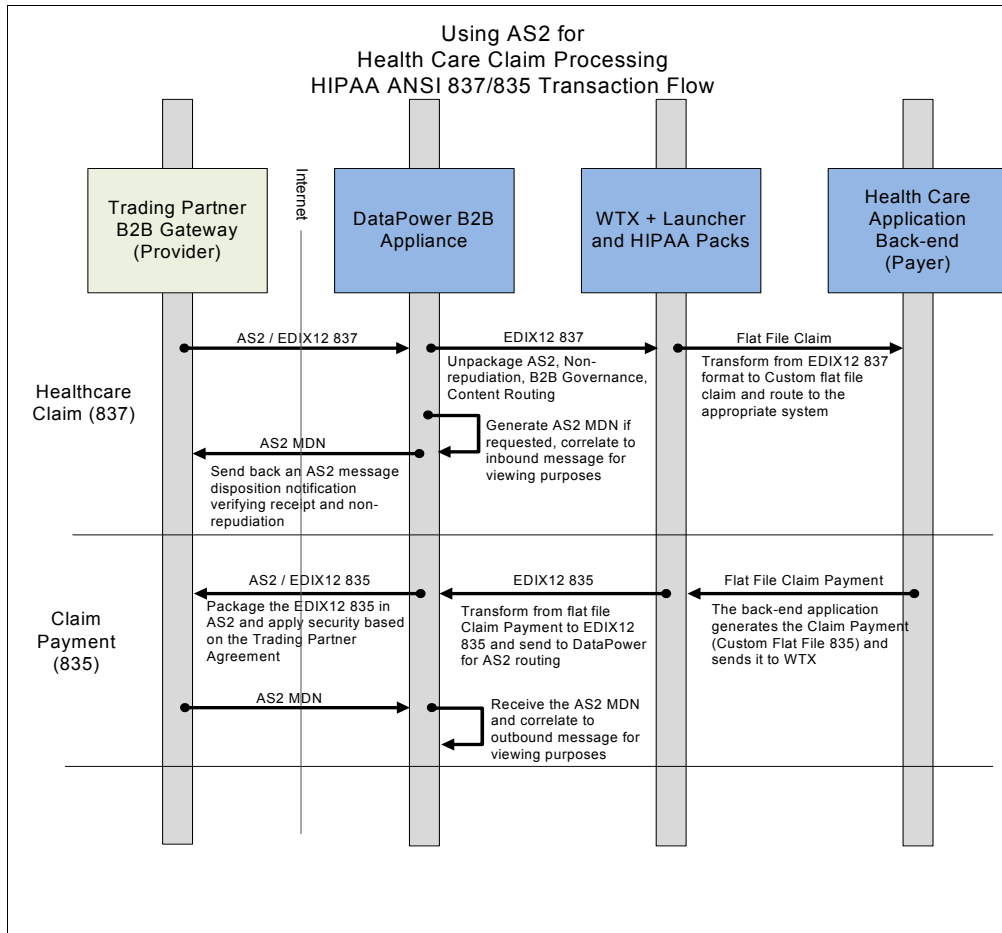 Using AS2 for
Health Care Claim Processing
HIPAA ANSI 837/835 Transaction Flow
Trading Partner
B2B Gateway
(Provider)
Internet
DataPower B2B
Appliance
WTX + Launcher
and HIPAA Packs
Health Care
Application
Back-end
(Payer)
Healthcare
Claim (837)
AS2 / EDIX12 837
EDIX12 837
Unpackage AS2, Non-
repudiation, B2B Governance,
Content Routing
Flat File Claim
Transform from EDIX12 837
format to Custom flat file
claim and route to the
appropriate system
Generate AS2 MDN if
requested, correlate to
inbound message for
viewing purposes
AS2 MDN
Send back an AS2 message
disposition notification
verifying receipt and non-
repudiation
Claim
Payment
(835)
AS2 / EDIX12 835
Package the EDIX12 835 in
AS2 and apply security based
on the Trading Partner
Agreement
EDIX12 835
Transform from flat file
Claim Payment to EDIX12
835 and send to DataPower
for AS2 routing
Flat File Claim Payment
The back-end application
generates the Claim Payment
(Custom Flat File 835) and
sends it to WTX
AS2 MDN
Receive the AS2 MDN
and correlate to
outbound message for
viewing purposes